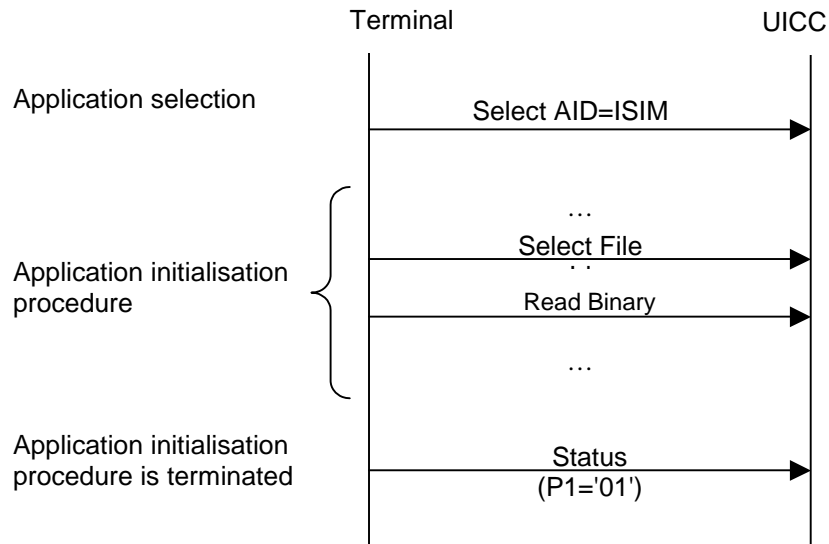 Terminal UICC
Application selection
Select AID=ISIM
...
Select File
. .
Application initialisation
procedure
Read Binary
...
Application initialisation
procedure is terminated
Status
(P1='01')